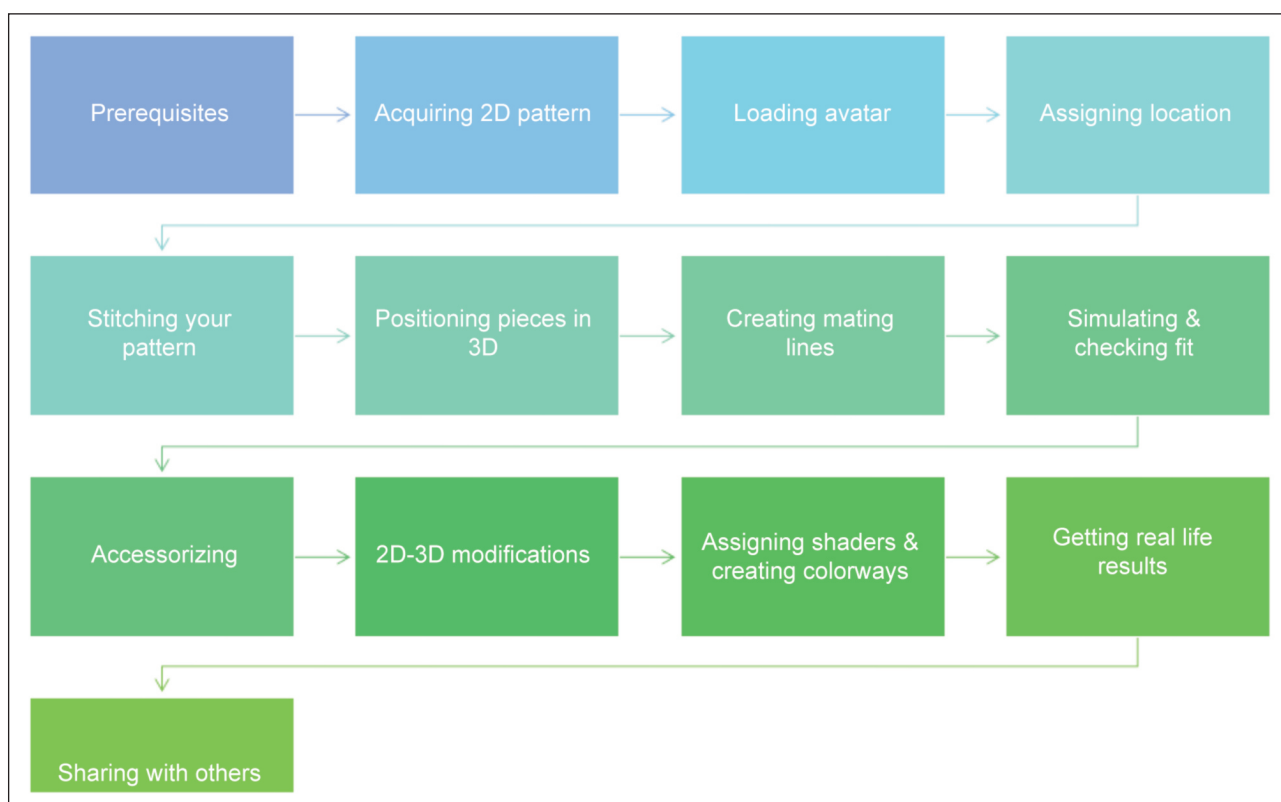 Prerequisites
Acquiring 2D pattern
Loading avatar
Assigning location
Stitching your
pattern
Positioning pieces in
3D
Creating mating
lines
Simulating &
checking fit
Accessorizing
2D-3D modifications
Assigning shaders &
creating colorways
Getting real life
results
Sharing with others